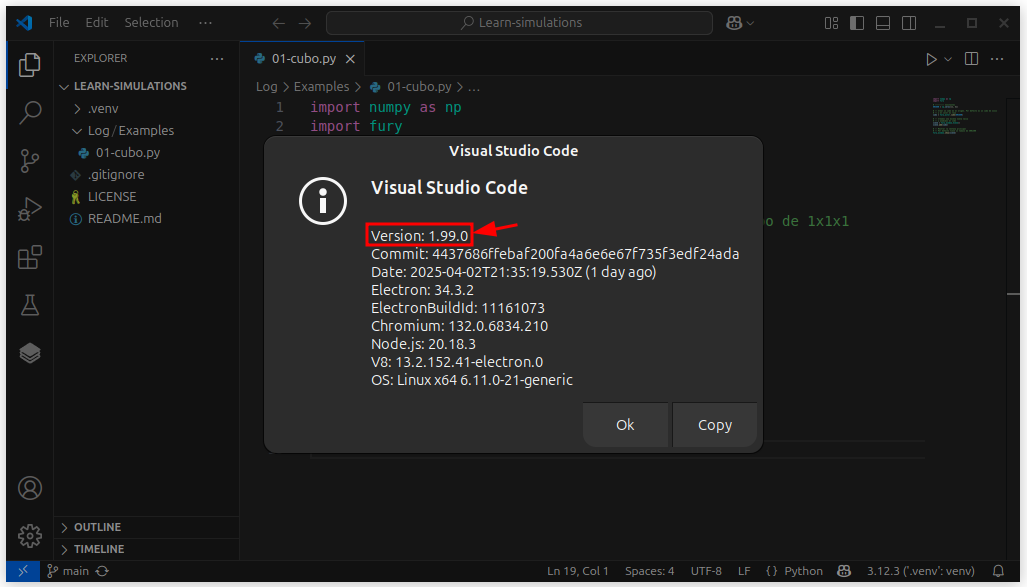 File Edit Selection ··· Learn-simulations
EXPLORER ···
LEARN-SIMULATIONS
.venv
Log / Examples
01-cubo.py
.gitignore
LICENSE
README.md
OUTLINE
TIMELINE
01-cubo.py
Log > Examples > 01-cubo.py > ...
1 import numpy as np
2 import fury
o de 1x1x1
Visual Studio Code
Visual Studio Code
Version: 1.99.0
Commit: 4437686ffebaf200fa4a6e6e67f735f3edf24ada
Date: 2025-04-02T21:35:19.530Z (1 day ago)
Electron: 34.3.2
ElectronBuildId: 11161073
Chromium: 132.0.6834.210
Node.js: 20.18.3
V8: 13.2.152.41-electron.0
OS: Linux x64 6.11.0-21-generic
Ok Copy
main Ln 19, Col 1 Spaces: 4 UTF-8 LF {} Python 3.12.3 ('.venv': venv)